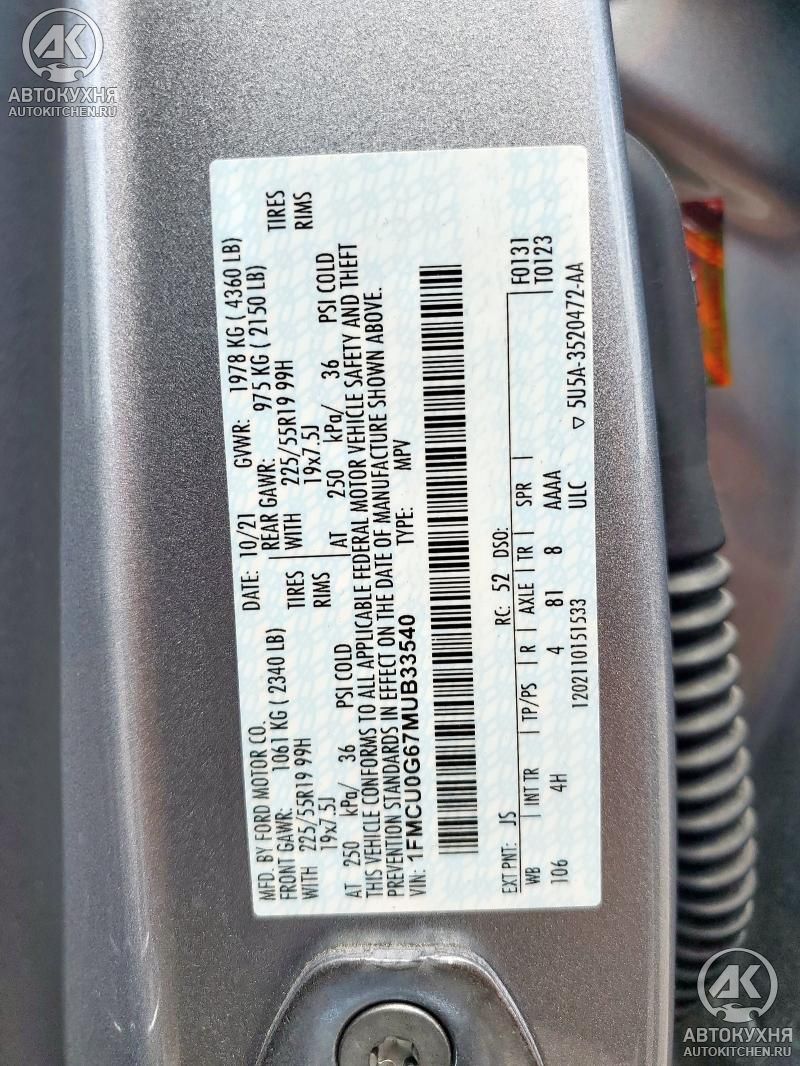 АК
АВТОКУХНЯ
AUTOKITCHEN.RU
MFD. BY FORD MOTOR CO. DATE: 10/21 GVWR: 1978 KG ( 4360 LB)
FRONT GAWR: 1061 KG ( 2340 LB) REAR GAWR: 975 KG ( 2150 LB)
WITH 225/55R19 99H TIRES WITH 225/55R19 99H TIRES
19x7.5J RIMS 19x7.5J RIMS
AT 250 kPa/ 36 PSI COLD AT 250 kPa/ 36 PSI COLD
THIS VEHICLE CONFORMS TO ALL APPLICABLE FEDERAL MOTOR VEHICLE SAFETY AND THEFT
PREVENTION STANDARDS IN EFFECT ON THE DATE OF MANUFACTURE SHOWN ABOVE.
VIN: 1FMCU0G67MUB33540 TYPE: MPV
EXT PNT: JS RC: 52 DSO: F0131
WB INT TR TP/PS R AXLE TR SPR T0123
106 4H 4 81 8 AAAA
1202110151533 ULC ▽ 5U5A-3520472-AA
АК
АВТОКУХНЯ
AUTOKITCHEN.RU